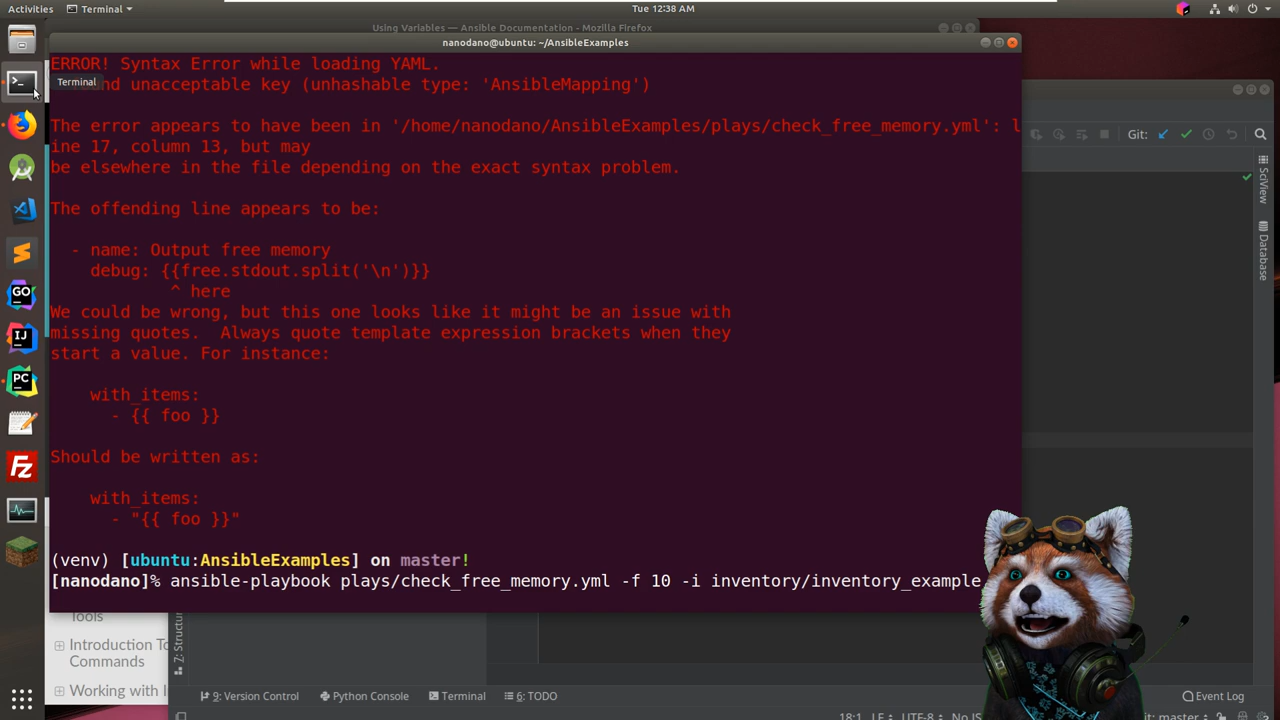 Activities
Terminal
Tue 12:38 AM
Using Variables — Ansible Documentation - Mozilla Firefox
nanodano@ubuntu: ~/AnsibleExamples
ERROR! Syntax Error while loading YAML.
Terminal
unacceptable key (unhashable type: 'AnsibleMapping')
The error appears to have been in '/home/nanodano/AnsibleExamples/plays/check_free_memory.yml': l
ine 17, column 13, but may
be elsewhere in the file depending on the exact syntax problem.
The offending line appears to be:
- name: Output free memory
debug: {{free.stdout.split('\n')}}
^ here
We could be wrong, but this one looks like it might be an issue with
missing quotes.  Always quote template expression brackets when they
start a value. For instance:
with_items:
- {{ foo }}
Should be written as:
with_items:
- "{{ foo }}"
(venv) [ubuntu:AnsibleExamples] on master!
[nanodano]% ansible-playbook plays/check_free_memory.yml -f 10 -i inventory/inventory_example
Git:
SciView
Database
GO
IJ
PC
FZ
Tools
Introduction To
Commands
Working with I
Z: Structu
9: Version Control
Python Console
Terminal
6: TODO
Event Log
18:1
LF
UTF-8
t: master